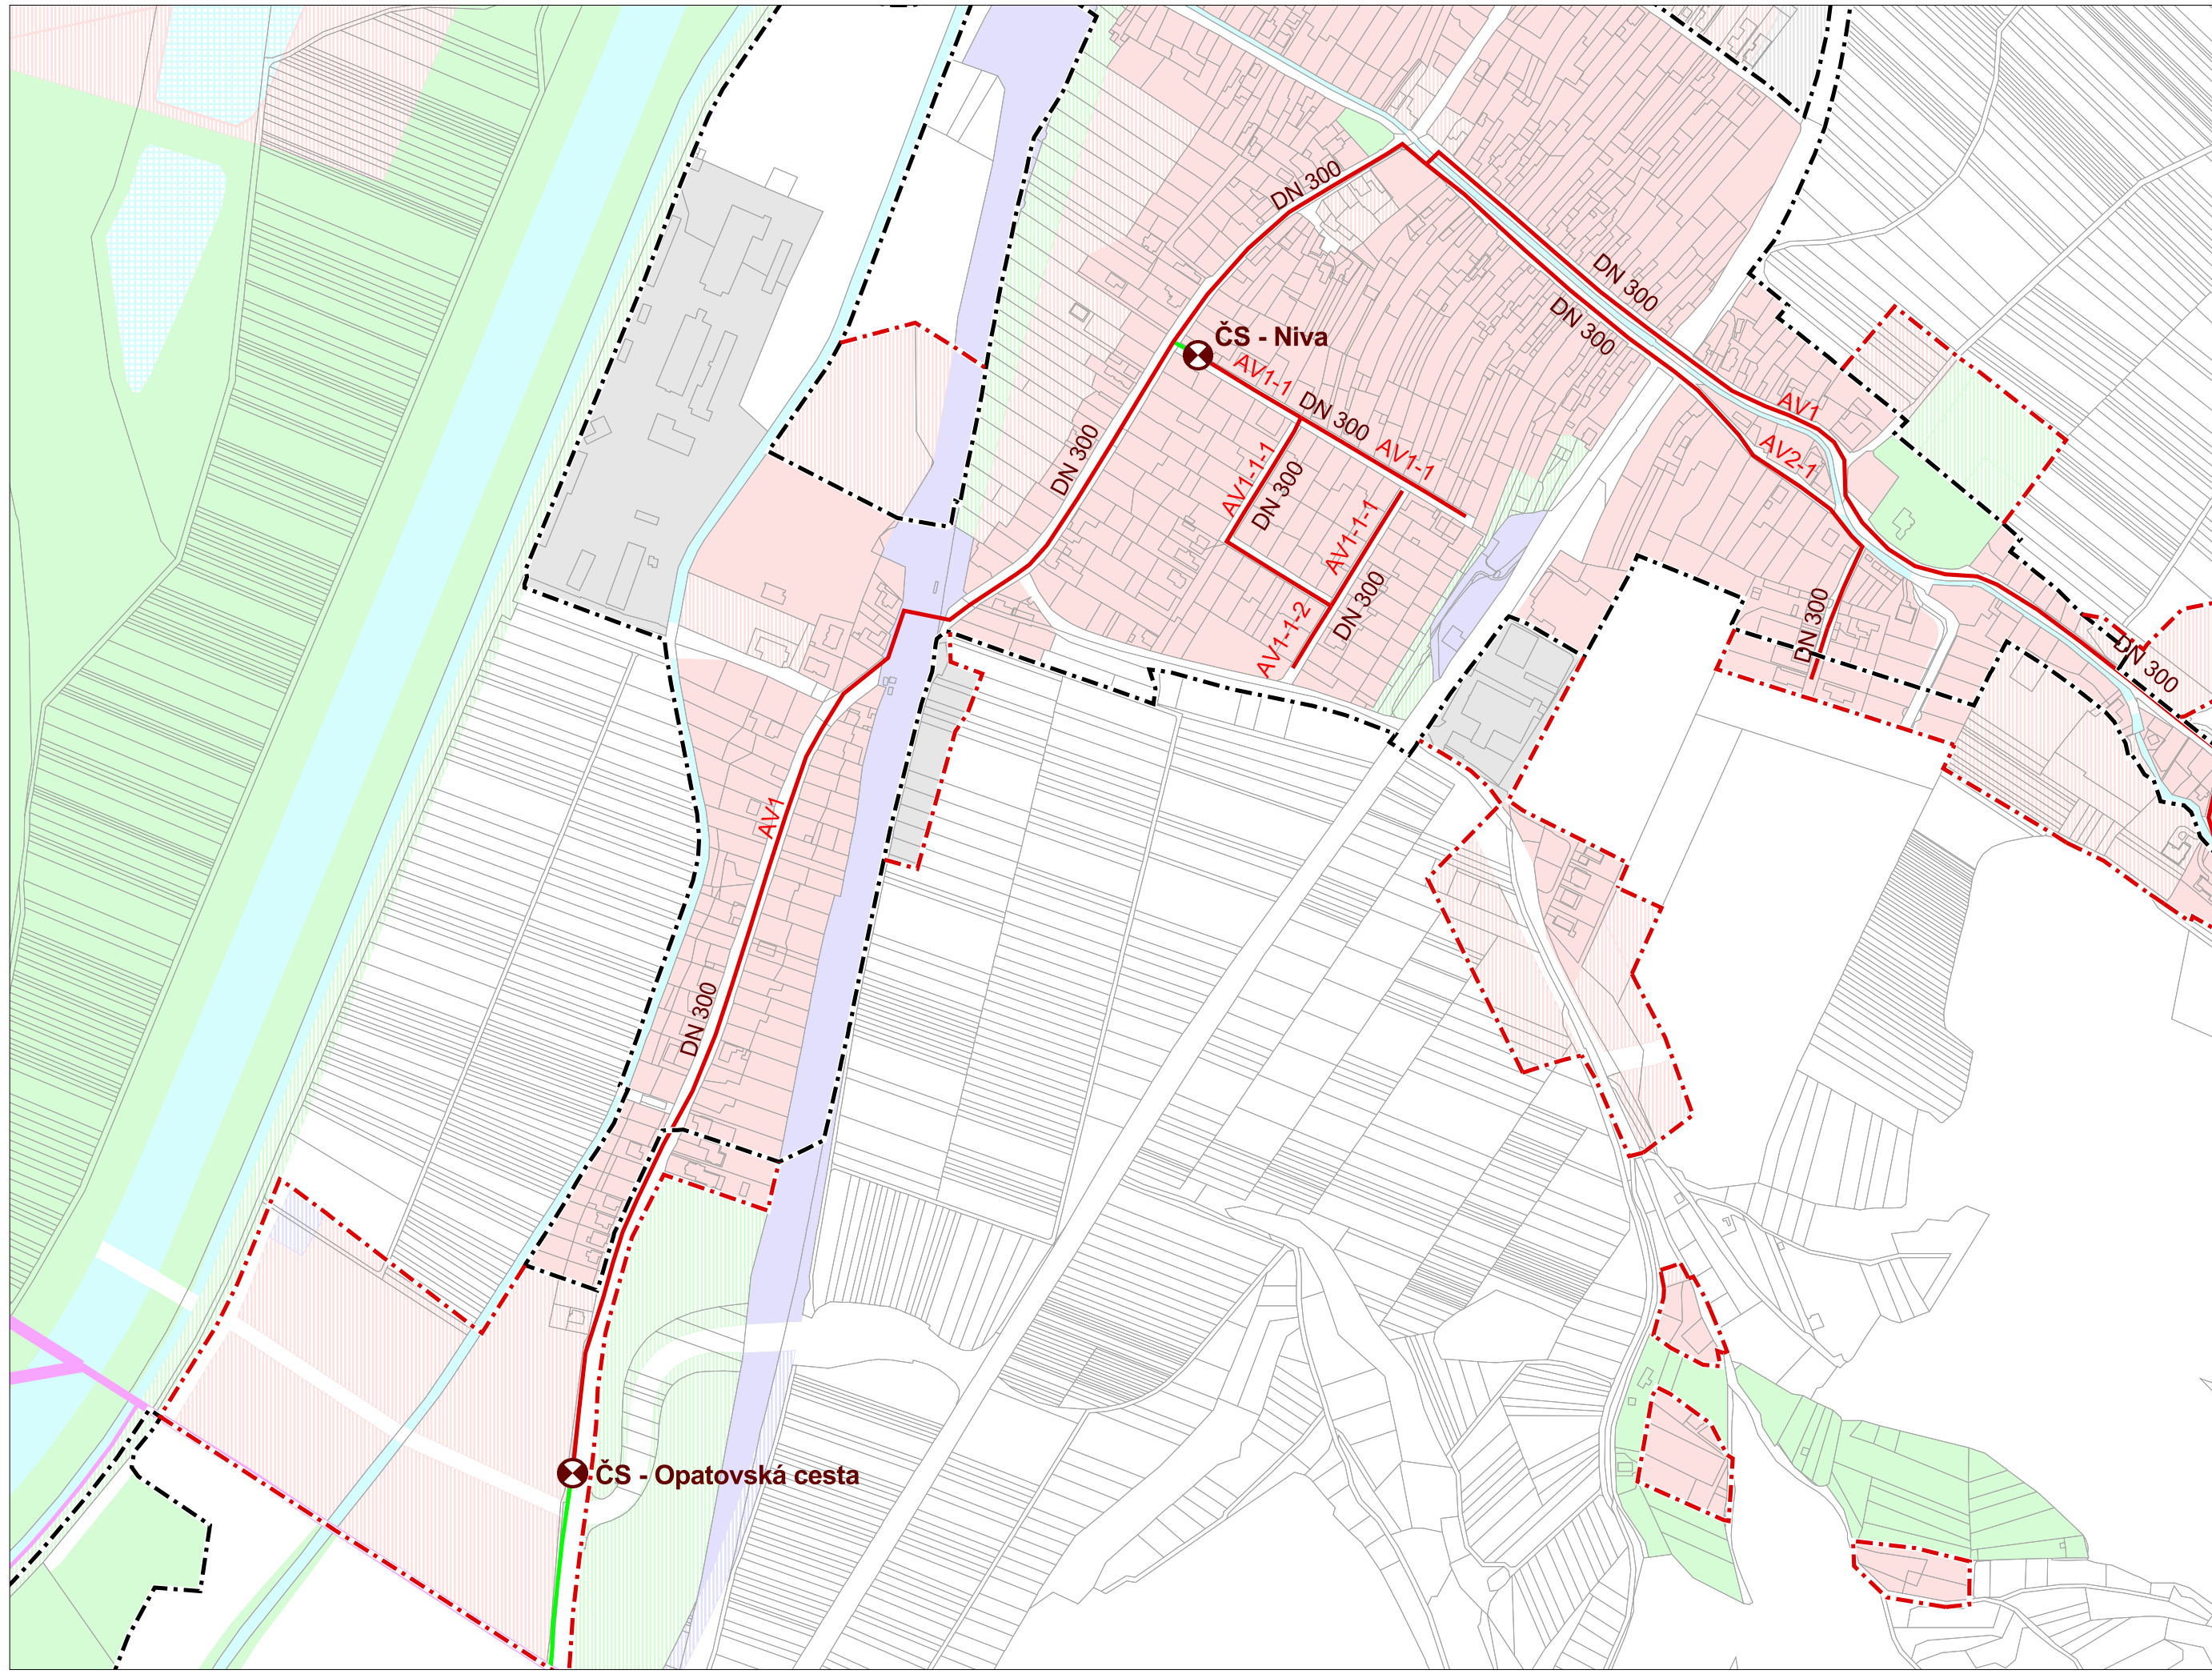 DN 300
DN 300
DN 300
ČS - Niva
AV1-1
DN 300
AV1
AV1-1
AV2-1
DN 300
AV1-1-1
DN 300
AV1-1-1
DN 300
AV1-1-2
DN 300
DN 300
AV1
DN 300
ČS - Opatovská cesta